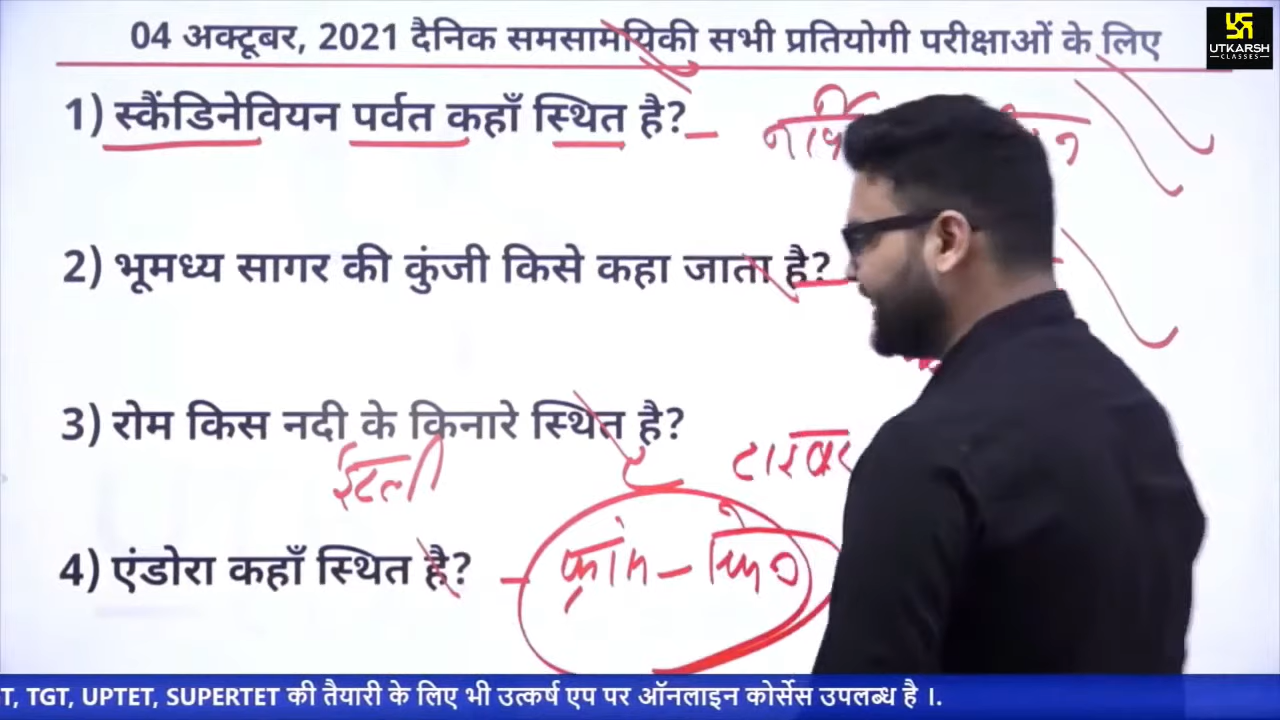 04 अक्टूबर, 2021 दैनिक समसामयिकी सभी प्रतियोगी परीक्षाओं के लिए
UTKARSH
CLASSES
1) स्कैंडिनेवियन पर्वत कहाँ स्थित है?
2) भूमध्य सागर की कुंजी किसे कहा जाता है?
3) रोम किस नदी के किनारे स्थित है?
इटली
4) एंडोरा कहाँ स्थित है?
T, TGT, UPTET, SUPERTET की तैयारी के लिए भी उत्कर्ष एप पर ऑनलाइन कोर्सेस उपलब्ध है ।